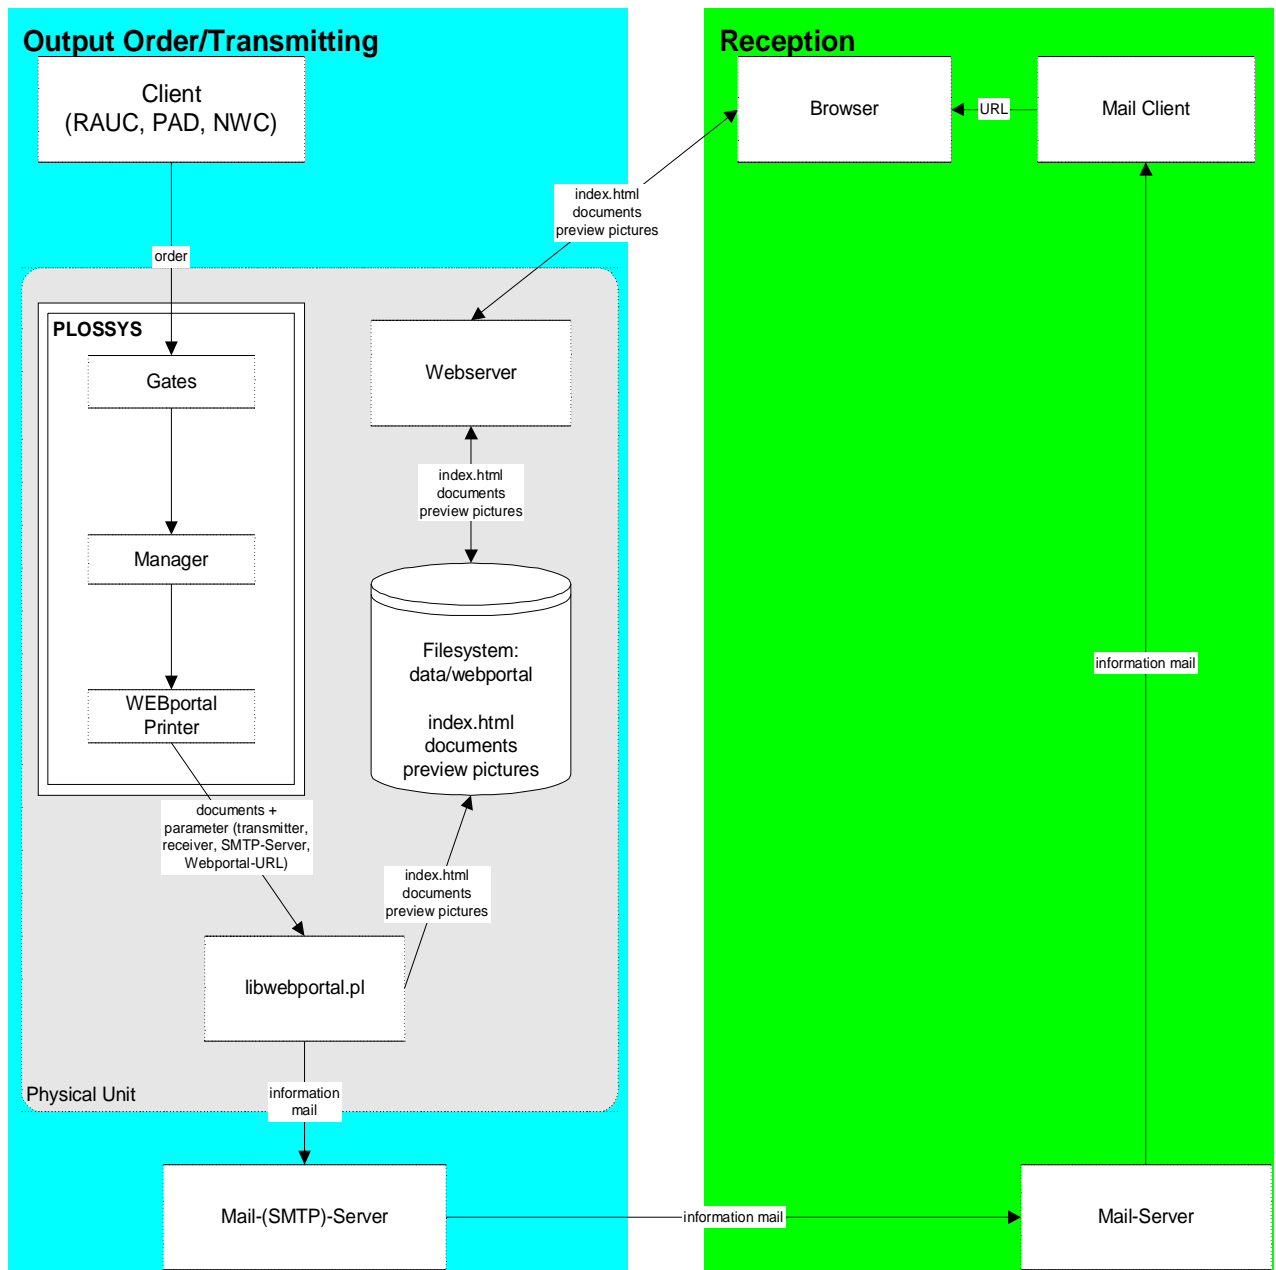 Output Order/Transmitting
Reception
Client
(RAUC, PAD, NWC)
Browser
URL
Mail Client
index.html
documents
preview pictures
order
PLOSSYS
Gates
Webserver
index.html
documents
preview pictures
Manager
Filesystem:
data/webportal
index.html
documents
preview pictures
information mail
WEBportal
Printer
documents +
parameter (transmitter,
receiver, SMTP-Server,
Webportal-URL)
index.html
documents
preview pictures
libwebportal.pl
Physical Unit
information
mail
Mail-(SMTP)-Server
information mail
Mail-Server